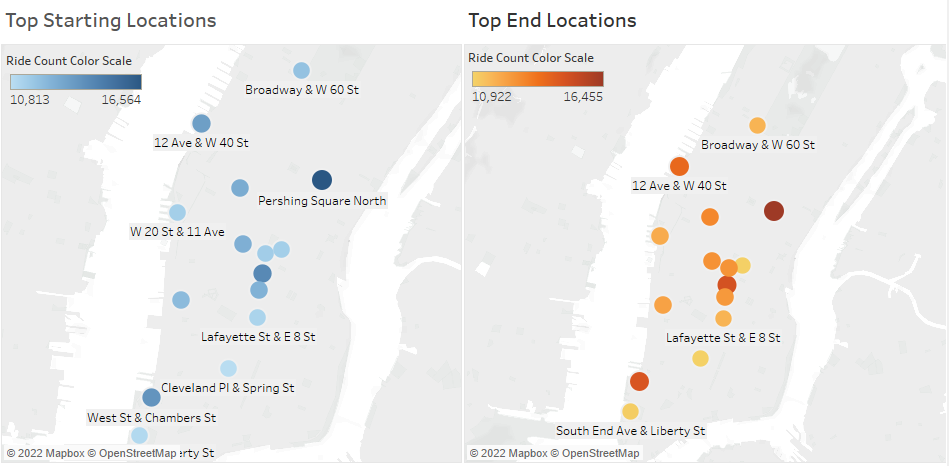 Top Starting Locations
Ride Count Color Scale
10,813 16,564
Broadway & W 60 St
12 Ave & W 40 St
Pershing Square North
W 20 St & 11 Ave
Lafayette St & E 8 St
Cleveland Pl & Spring St
West St & Chambers St
© 2022 Mapbox © OpenStreetMap erty St
Top End Locations
Ride Count Color Scale
10,922 16,455
Broadway & W 60 St
12 Ave & W 40 St
Lafayette St & E 8 St
South End Ave & Liberty St
© 2022 Mapbox © OpenStreetMap